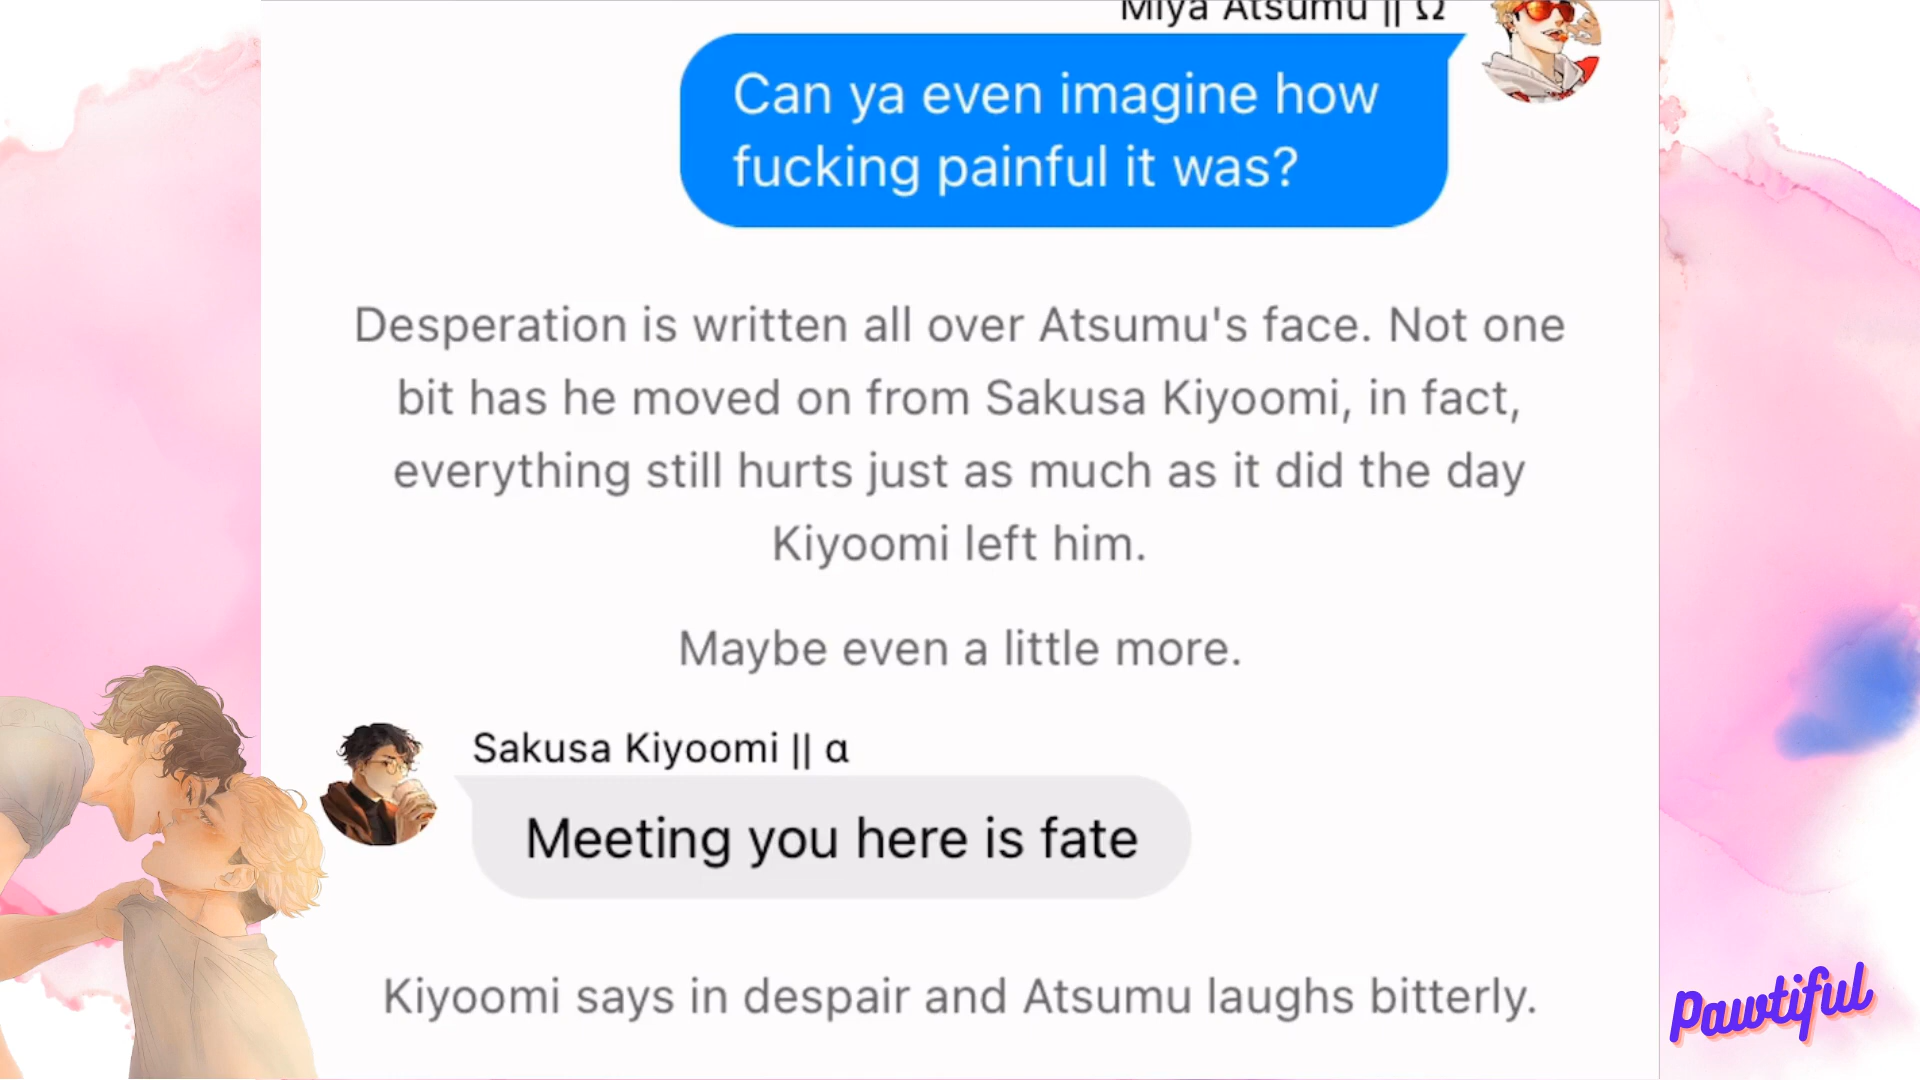 Miya Atsumu || Ω
Can ya even imagine how
fucking painful it was?
Desperation is written all over Atsumu's face. Not one
bit has he moved on from Sakusa Kiyoomi, in fact,
everything still hurts just as much as it did the day
Kiyoomi left him.
Maybe even a little more.
Sakusa Kiyoomi || α
Meeting you here is fate
Kiyoomi says in despair and Atsumu laughs bitterly.
Pawtiful